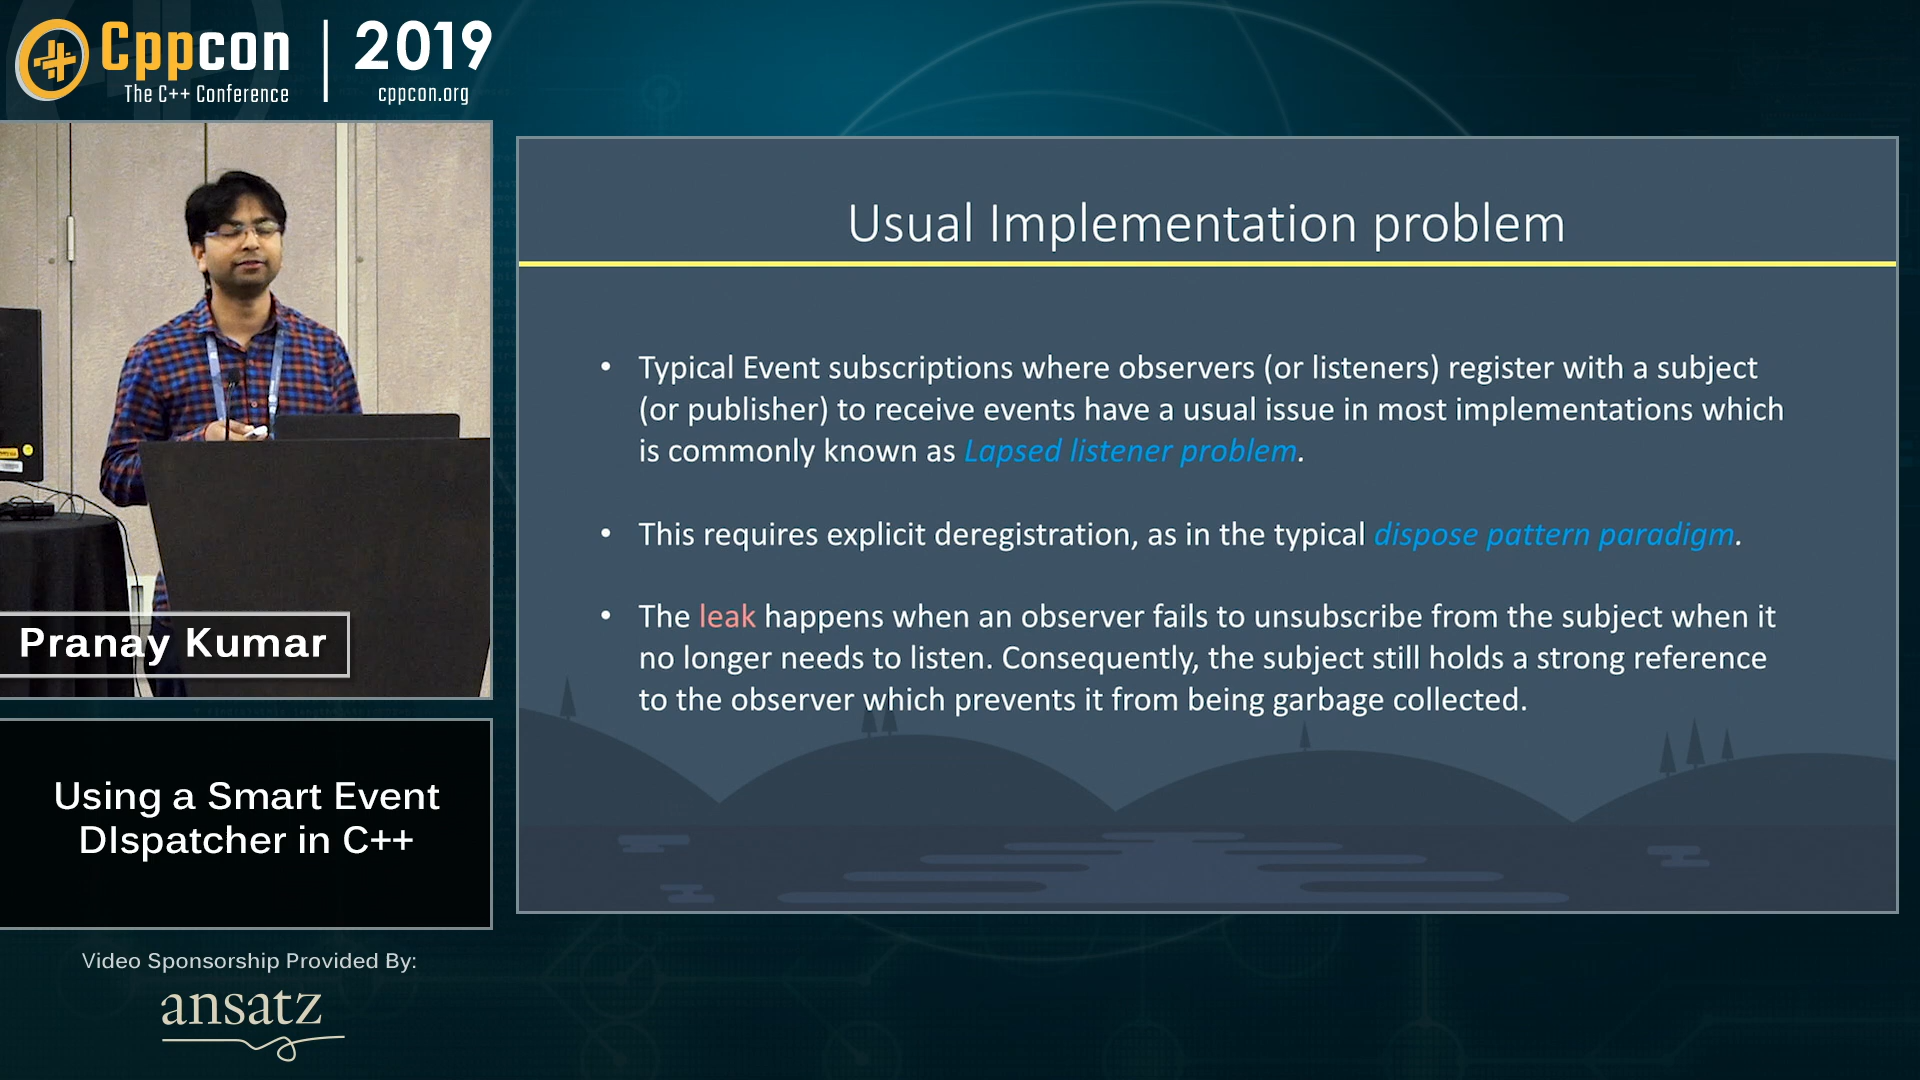 Cppcon
The C++ Conference
2019
cppcon.org
Pranay Kumar
Using a Smart Event
DIspatcher in C++
Video Sponsorship Provided By:
ansatz
Usual Implementation problem
• Typical Event subscriptions where observers (or listeners) register with a subject
(or publisher) to receive events have a usual issue in most implementations which
is commonly known as Lapsed listener problem.
• This requires explicit deregistration, as in the typical dispose pattern paradigm.
• The leak happens when an observer fails to unsubscribe from the subject when it
no longer needs to listen. Consequently, the subject still holds a strong reference
to the observer which prevents it from being garbage collected.